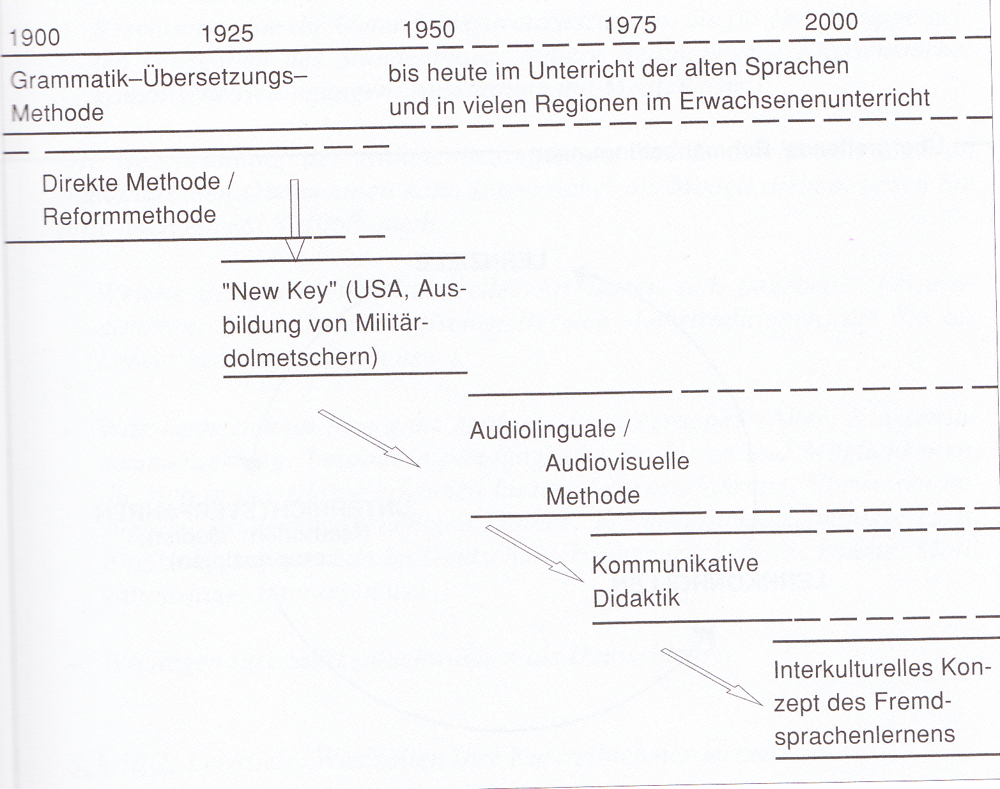 1900 1925 1950 1975 2000
Grammatik–Übersetzungs–
Methode
bis heute im Unterricht der alten Sprachen
und in vielen Regionen im Erwachsenenunterricht
Direkte Methode /
Reformmethode
"New Key" (USA, Aus-
bildung von Militär-
dolmetschern)
Audiolinguale /
Audiovisuelle
Methode
Kommunikative
Didaktik
Interkulturelles Kon-
zept des Fremd-
sprachenlernens